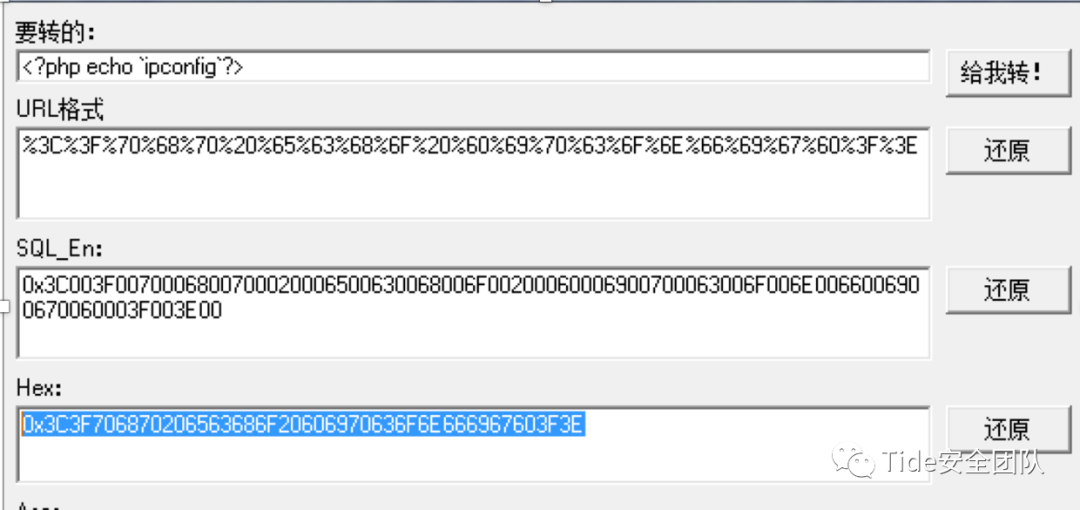 要转的:
<?php echo `ipconfig`?>
给我转!
URL格式
%3C%3F%70%68%70%20%65%63%68%6F%20%60%69%70%63%6F%6E%66%69%67%60%3F%3E
还原
SQL_En:
0x3C003F0070006800700020006500630068006F00200060006900700063006F006E006600690
0670060003F003E00
还原
Hex:
0x3C3F706870206563686F20606970636F6E666967603F3E
还原
Tide安全团队